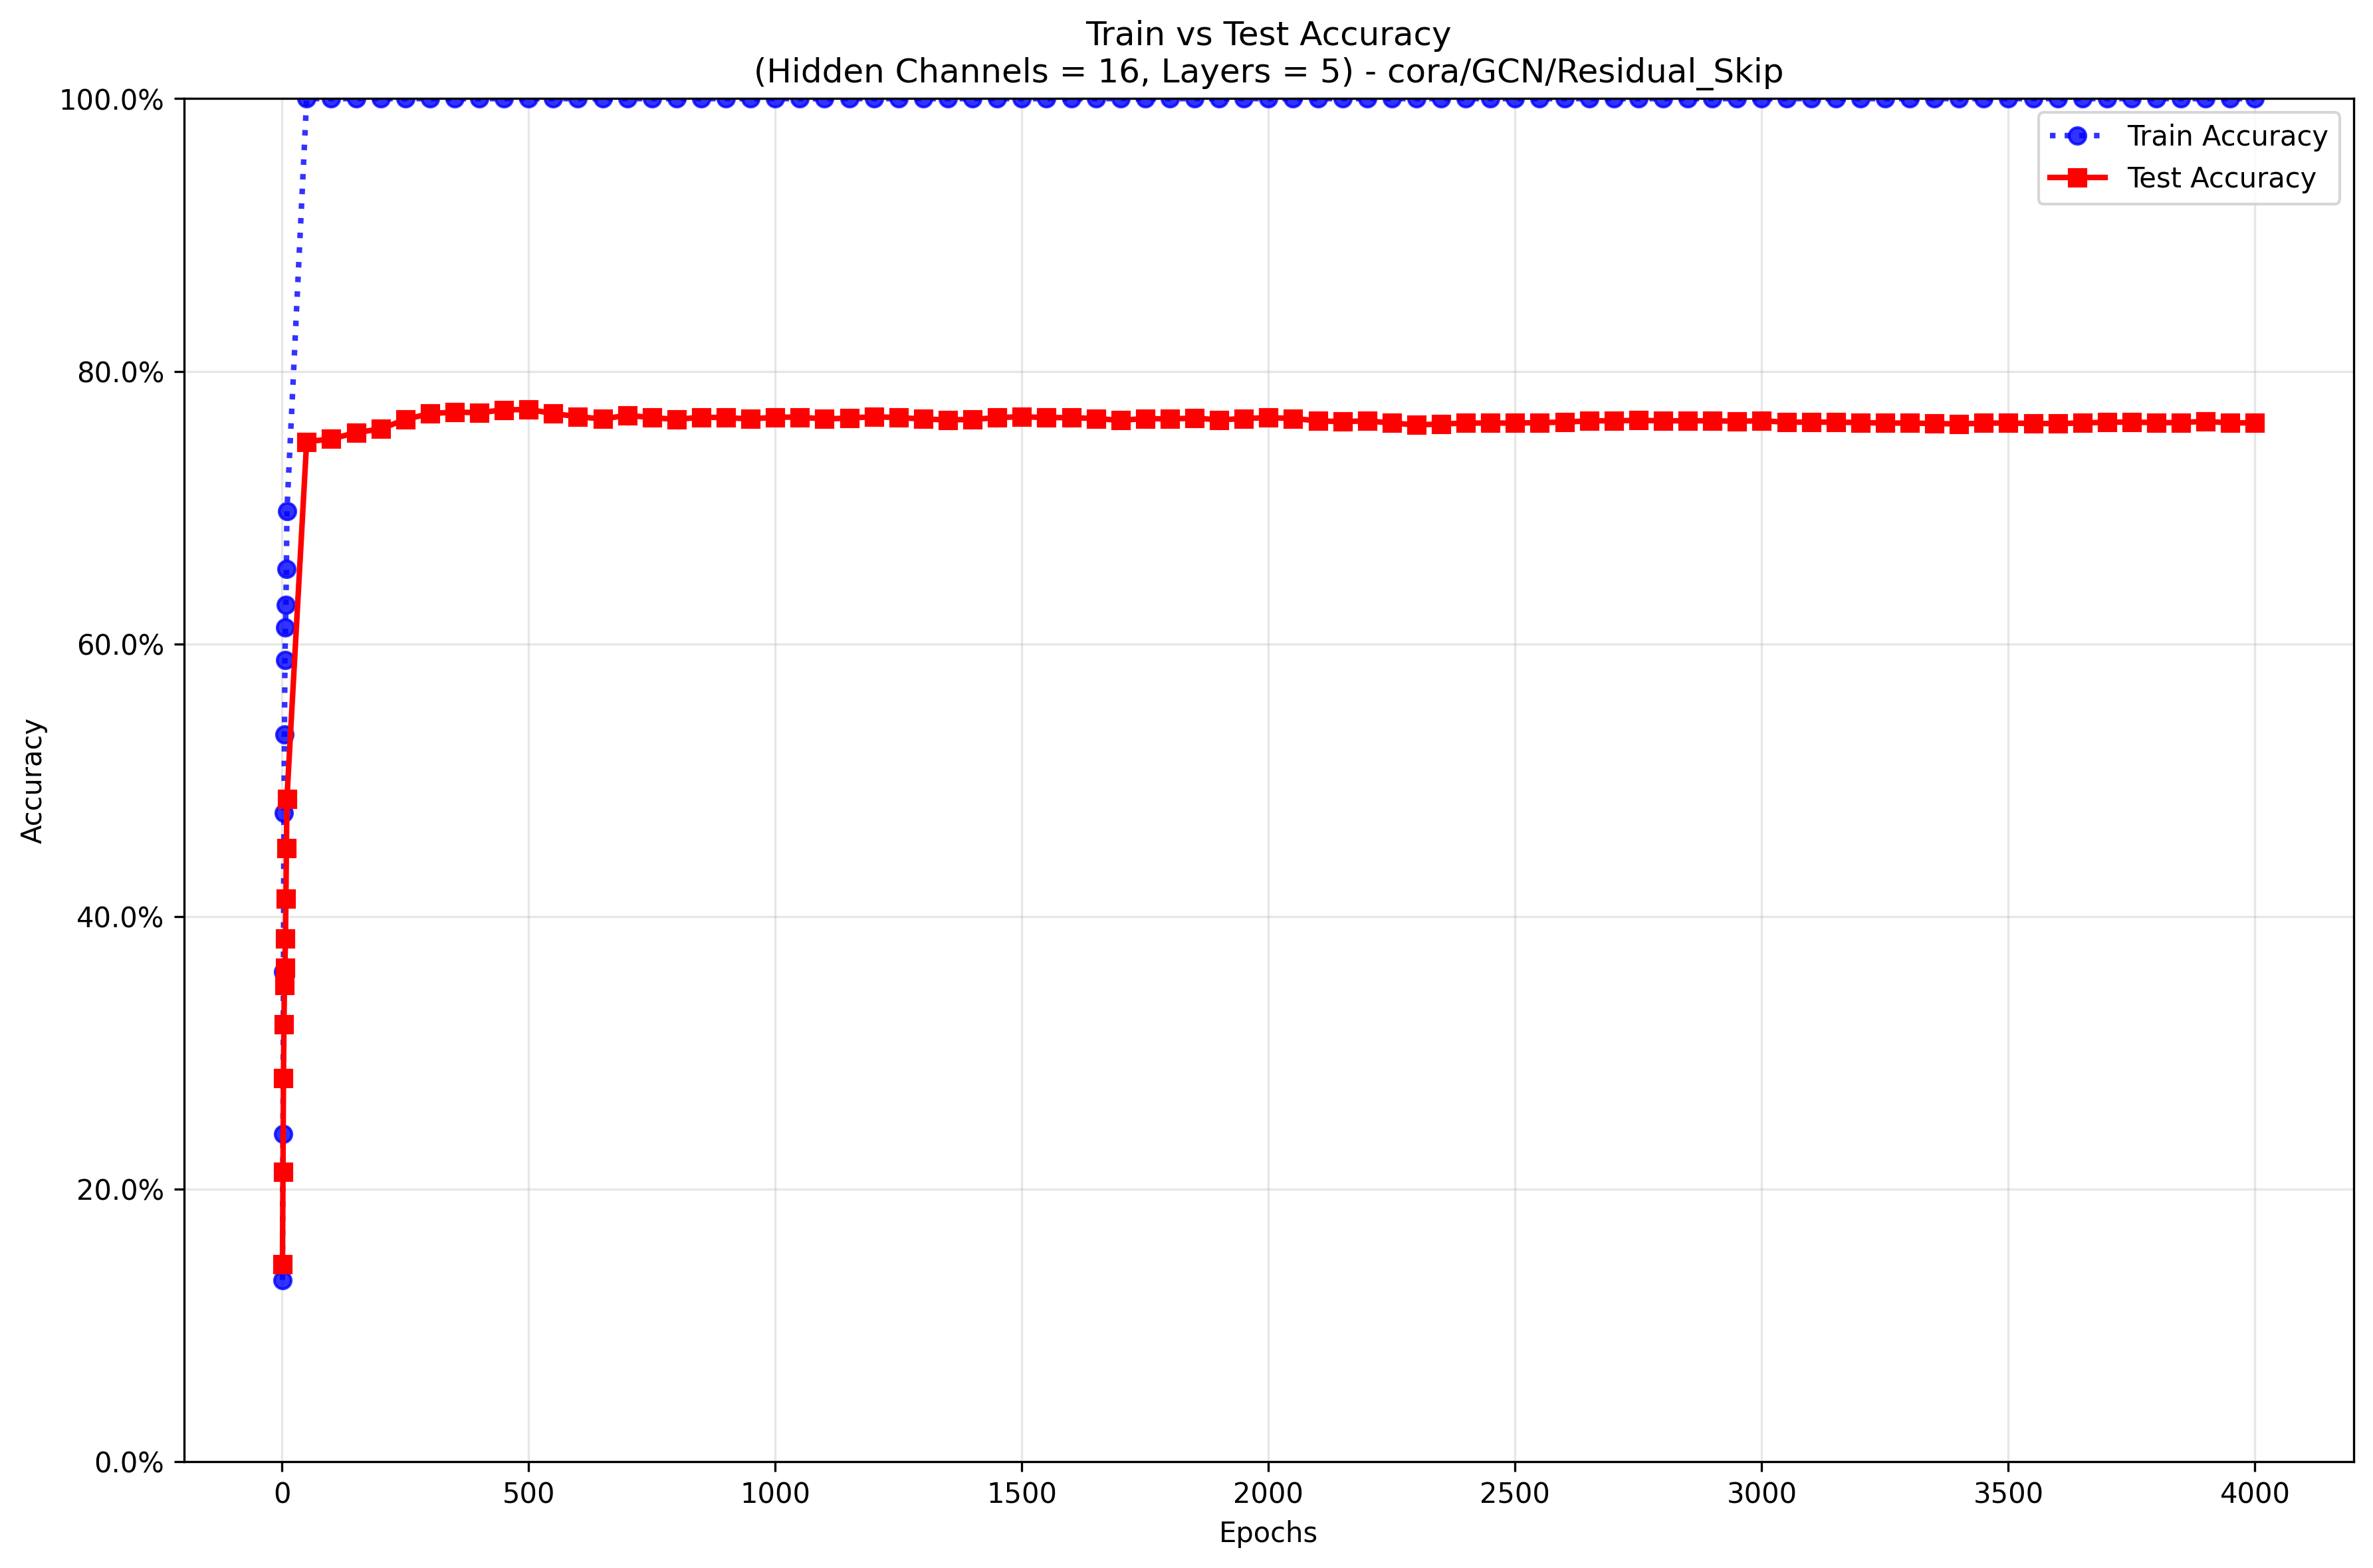 Train vs Test Accuracy
(Hidden Channels = 16, Layers = 5) - cora/GCN/Residual_Skip
100.0%
80.0%
60.0%
40.0%
20.0%
0.0%
Accuracy
Train Accuracy
Test Accuracy
0 500 1000 1500 2000 2500 3000 3500 4000
Epochs